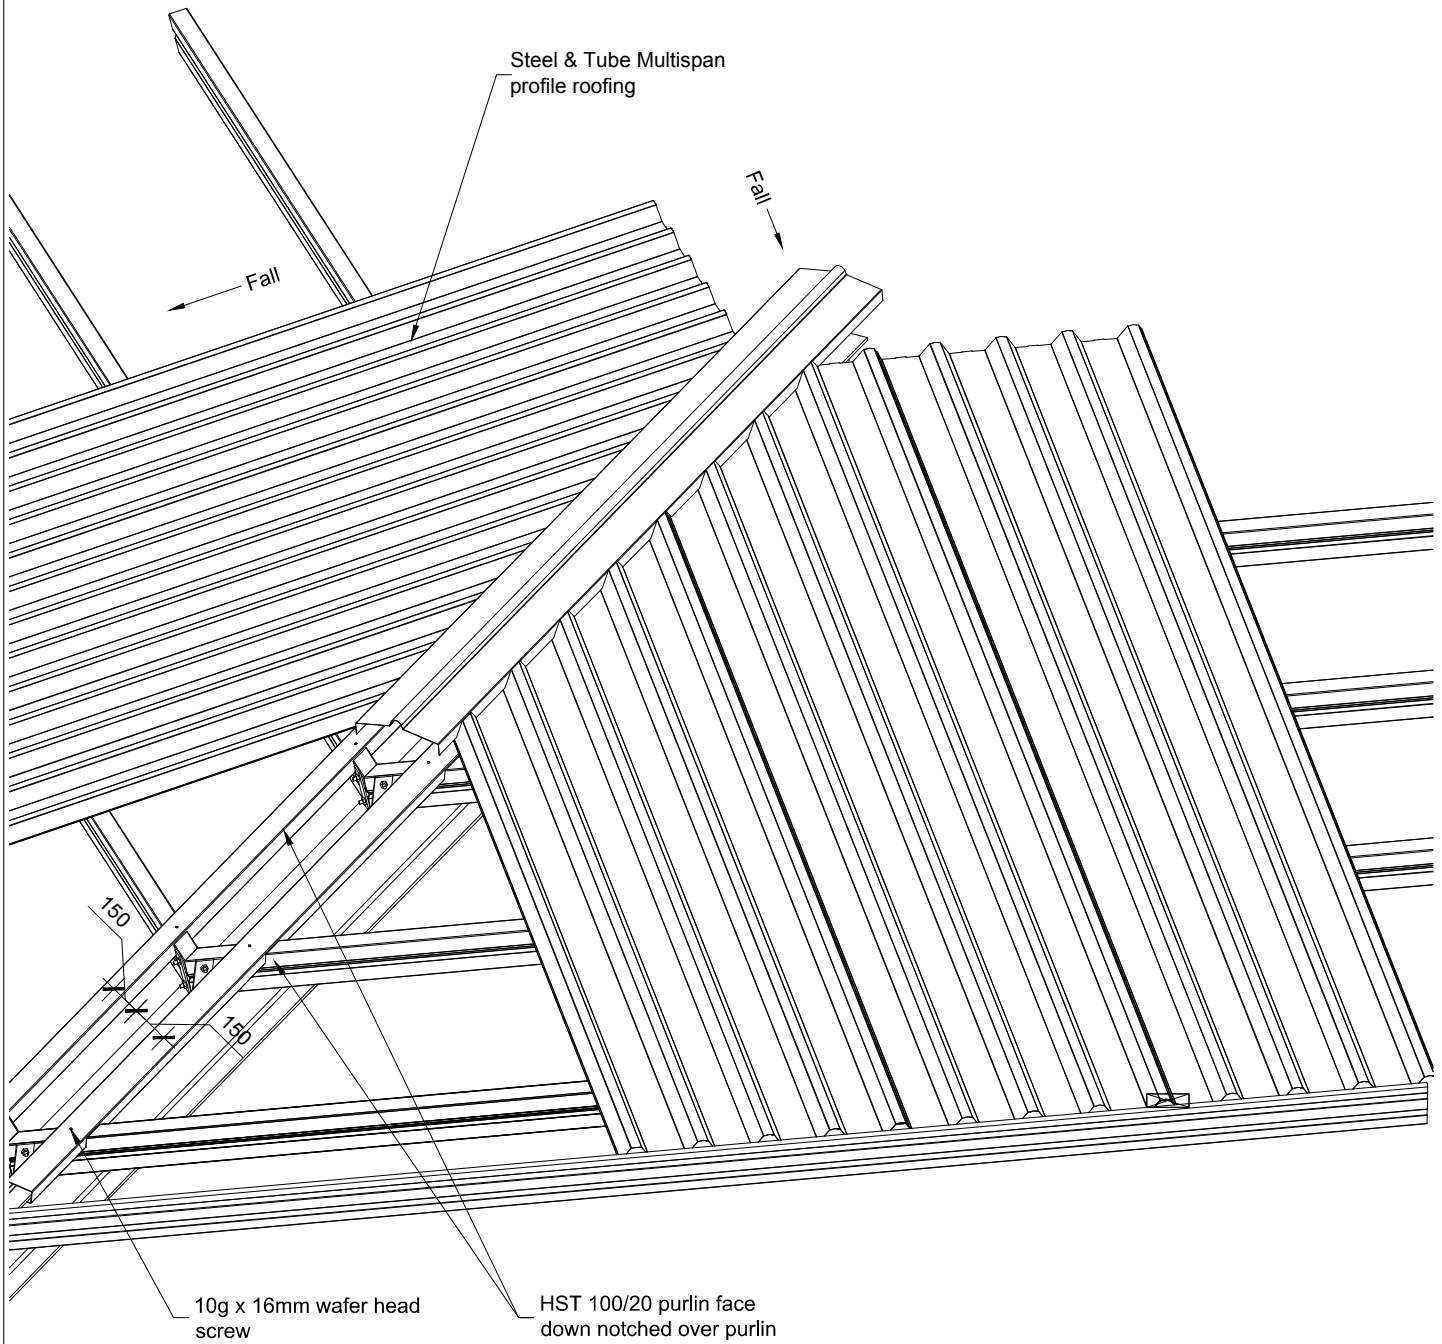 Steel & Tube Multispan
profile roofing
Fall
Fall
150
150
10g x 16mm wafer head
screw
HST 100/20 purlin face
down notched over purlin